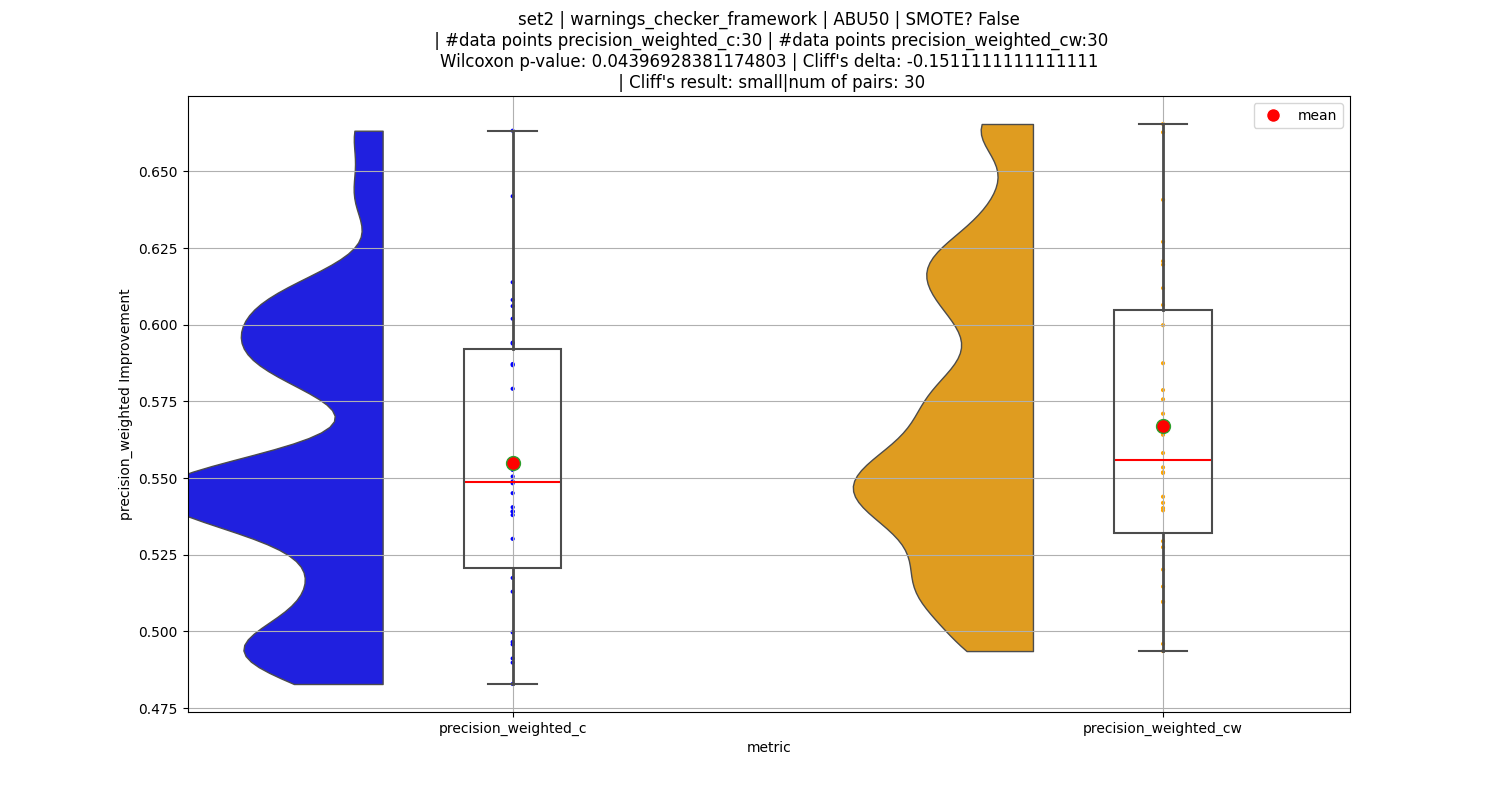 set2 | warnings_checker_framework | ABU50 | SMOTE? False
| #data points precision_weighted_c:30 | #data points precision_weighted_cw:30
Wilcoxon p-value: 0.04396928381174803 | Cliff's delta: -0.1511111111111111
| Cliff's result: small|num of pairs: 30
mean
0.650
0.625
0.600
0.575
0.550
0.525
0.500
0.475
precision_weighted Improvement
precision_weighted_c
precision_weighted_cw
metric